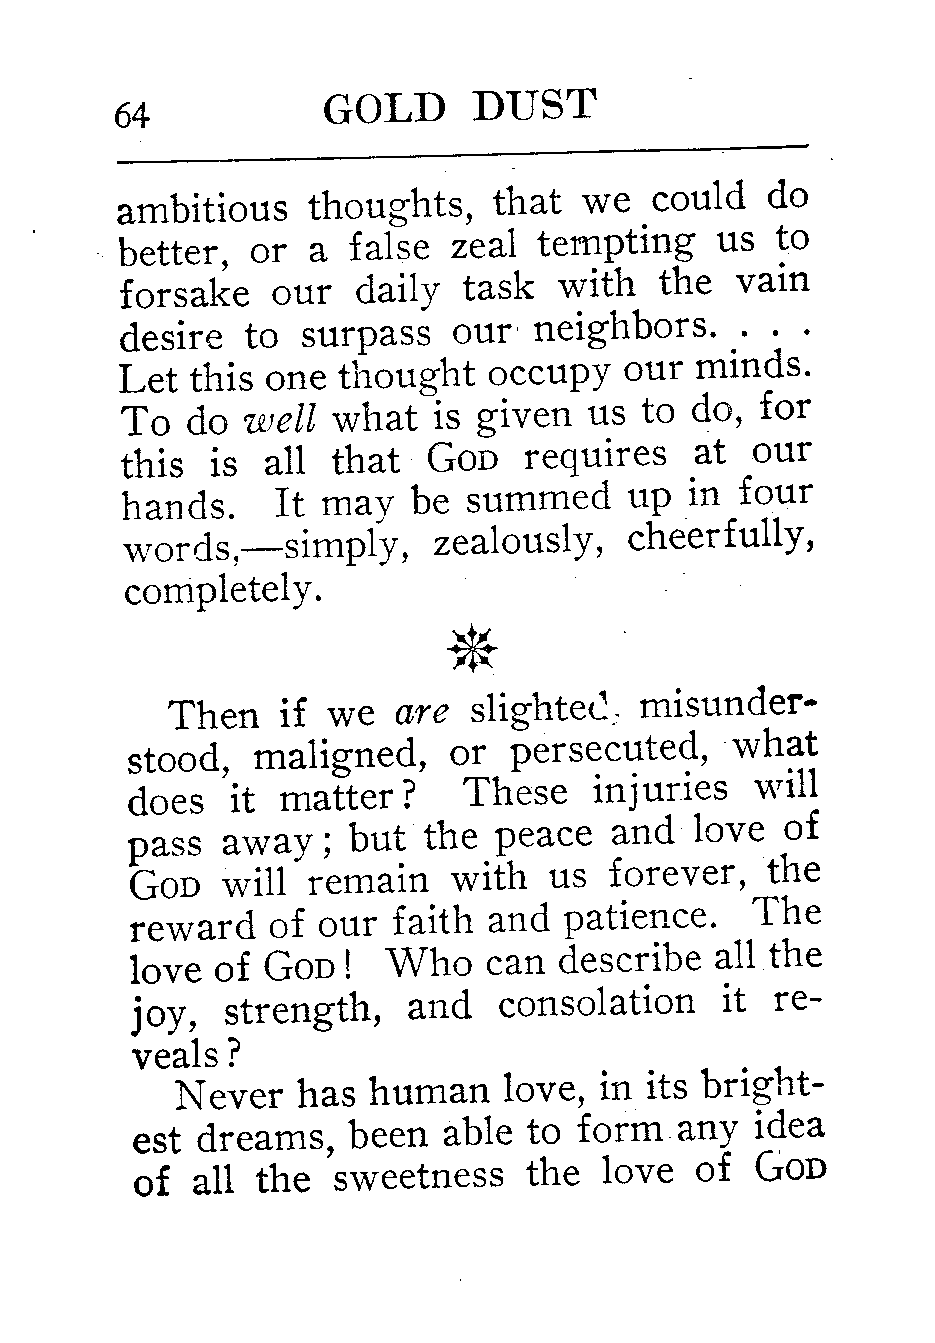 64 GOLD DUST
ambitious thoughts, that we could do
better, or a false zeal tempting us to
forsake our daily task with the vain
desire to surpass our neighbors. . . .
Let this one thought occupy our minds.
To do well what is given us to do, for
this is all that GOD requires at our
hands. It may be summed up in four
words,—simply, zealously, cheerfully,
completely.
Then if we are slighted, misunder-
stood, maligned, or persecuted, what
does it matter? These injuries will
pass away; but the peace and love of
GOD will remain with us forever, the
reward of our faith and patience. The
love of GOD! Who can describe all the
joy, strength, and consolation it re-
veals?
Never has human love, in its bright-
est dreams, been able to form any idea
of all the sweetness the love of GOD